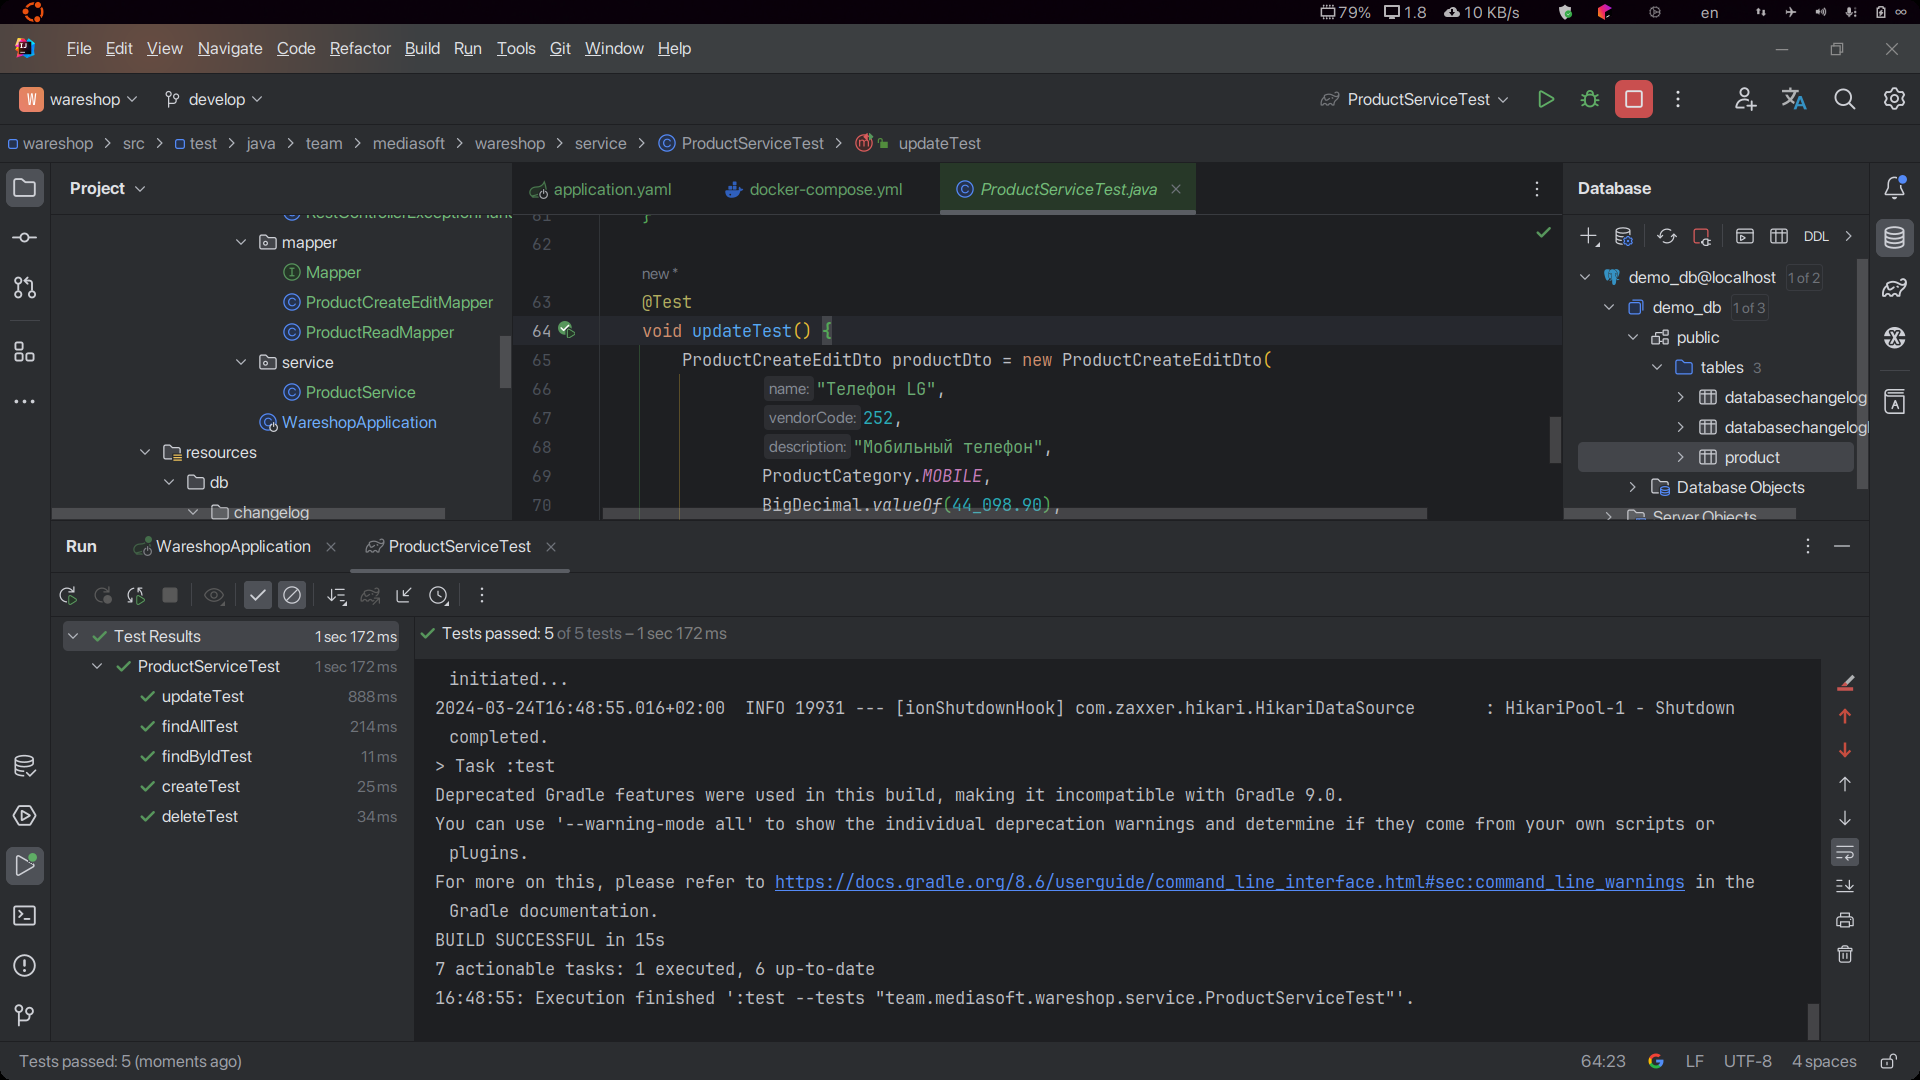 79% 1.8 10 KB/s en
File Edit View Navigate Code Refactor Build Run Tools Git Window Help
W wareshop develop ProductServiceTest
wareshop > src > test > java > team > mediasoft > wareshop > service > ProductServiceTest > updateTest
Project
mapper
Mapper
ProductCreateEditMapper
ProductReadMapper
service
ProductService
WareshopApplication
resources
db
changelog
application.yaml docker-compose.yml ProductServiceTest.java
61 }
62
new *
63 @Test
64 void updateTest() {
65 ProductCreateEditDto productDto = new ProductCreateEditDto(
66 name: "Телефон LG",
67 vendorCode: 252,
68 description: "Мобильный телефон",
69 ProductCategory.MOBILE,
70 BigDecimal.valueOf(44_098.90),
Database
DDL
demo_db@localhost 1 of 2
demo_db 1 of 3
public
tables 3
databasechangelog
databasechangelog
product
Database Objects
Server Objects
Run WareshopApplication ProductServiceTest
Test Results 1 sec 172 ms
ProductServiceTest 1 sec 172 ms
updateTest 888 ms
findAllTest 214 ms
findByIdTest 11 ms
createTest 25 ms
deleteTest 34 ms
Tests passed: 5 of 5 tests – 1 sec 172 ms
initiated...
2024-03-24T16:48:55.016+02:00 INFO 19931 --- [ionShutdownHook] com.zaxxer.hikari.HikariDataSource : HikariPool-1 - Shutdown
completed.
> Task :test
Deprecated Gradle features were used in this build, making it incompatible with Gradle 9.0.
You can use '--warning-mode all' to show the individual deprecation warnings and determine if they come from your own scripts or
plugins.
For more on this, please refer to https://docs.gradle.org/8.6/userguide/command_line_interface.html#sec:command_line_warnings in the
Gradle documentation.
BUILD SUCCESSFUL in 15s
7 actionable tasks: 1 executed, 6 up-to-date
16:48:55: Execution finished ':test --tests "team.mediasoft.wareshop.service.ProductServiceTest"'.
Tests passed: 5 (moments ago)
64:23 LF UTF-8 4 spaces